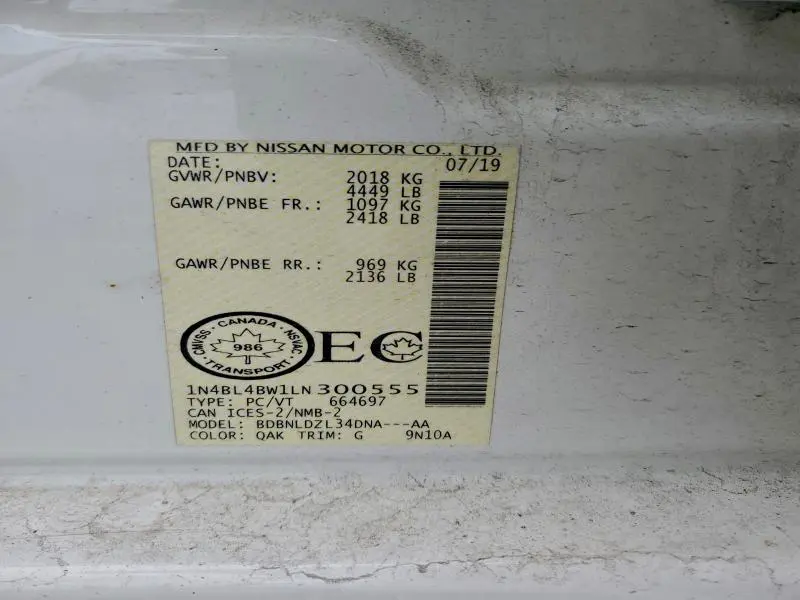 MFD BY NISSAN MOTOR CO., LTD.
DATE: 07/19
GVWR/PNBV: 2018 KG
4449 LB
GAWR/PNBE FR.: 1097 KG
2418 LB
GAWR/PNBE RR.: 969 KG
2136 LB
CANADA
CMVSS · NSVAC
986
TRANSPORT
EC
1N4BL4BW1LN300555
TYPE: PC/VT 664697
CAN ICES-2/NMB-2
MODEL: BDBNLDZL34DNA---AA
COLOR: QAK TRIM: G 9N10A